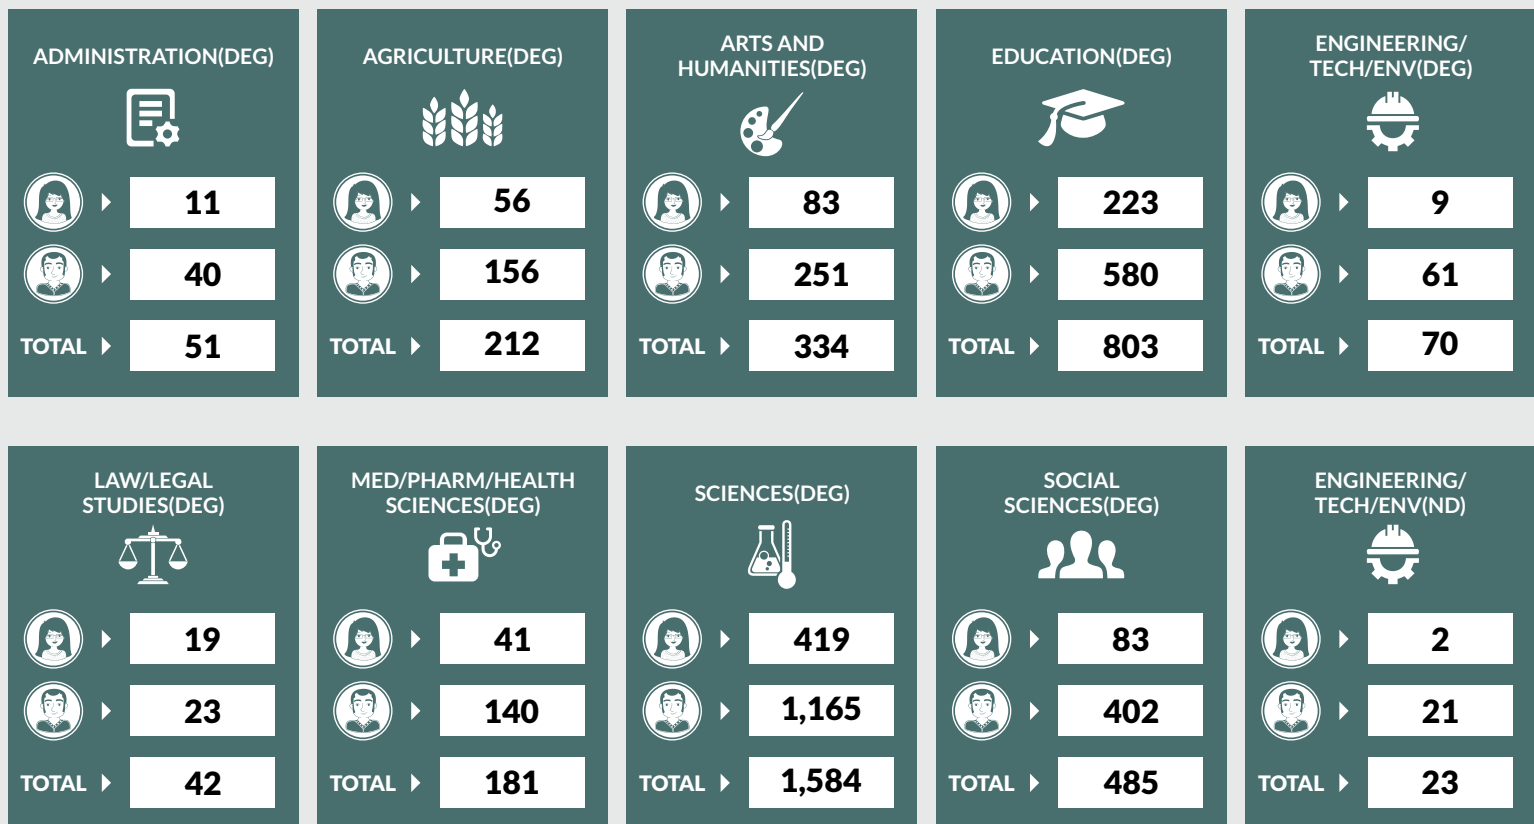 ADMINISTRATION(DEG)
11
40
TOTAL 51
AGRICULTURE(DEG)
56
156
TOTAL 212
ARTS AND
HUMANITIES(DEG)
83
251
TOTAL 334
EDUCATION(DEG)
223
580
TOTAL 803
ENGINEERING/
TECH/ENV(DEG)
9
61
TOTAL 70
LAW/LEGAL
STUDIES(DEG)
19
23
TOTAL 42
MED/PHARM/HEALTH
SCIENCES(DEG)
41
140
TOTAL 181
SCIENCES(DEG)
419
1,165
TOTAL 1,584
SOCIAL
SCIENCES(DEG)
83
402
TOTAL 485
ENGINEERING/
TECH/ENV(ND)
2
21
TOTAL 23